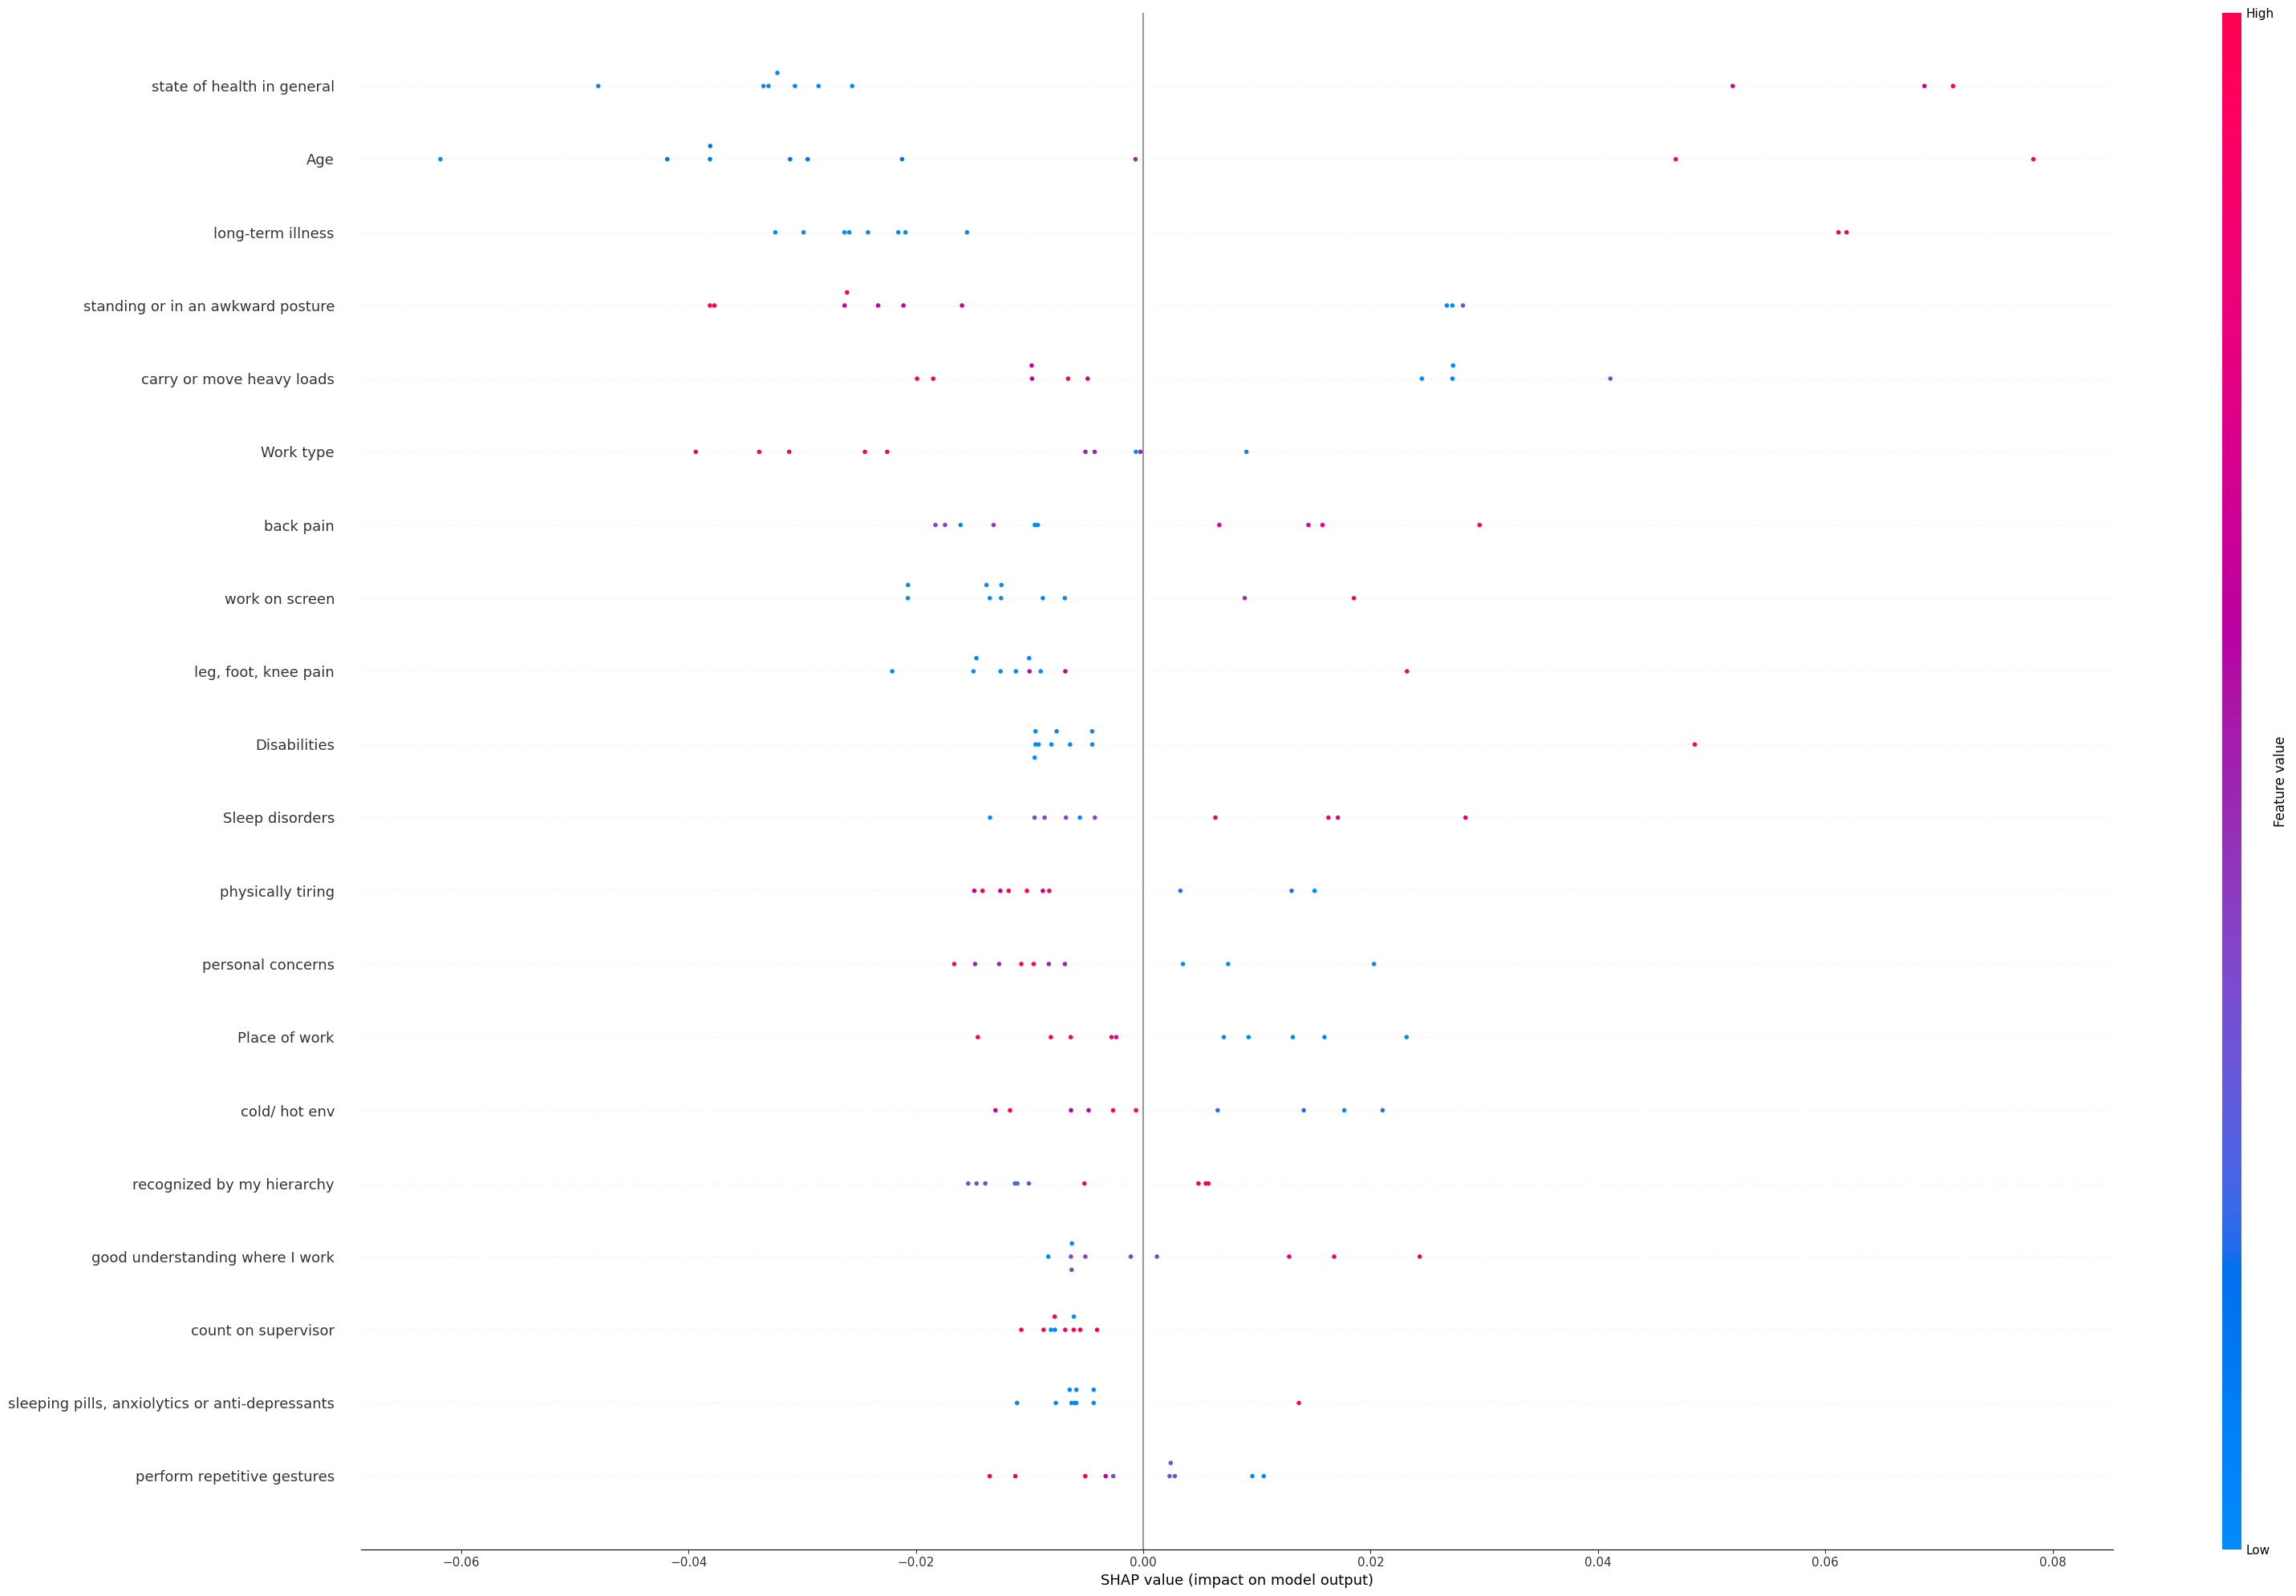 High
state of health in general
Age
long-term illness
standing or in an awkward posture
carry or move heavy loads
Work type
back pain
work on screen
leg, foot, knee pain
Disabilities
Sleep disorders
physically tiring
personal concerns
Place of work
cold/ hot env
recognized by my hierarchy
good understanding where I work
count on supervisor
sleeping pills, anxiolytics or anti-depressants
perform repetitive gestures
Feature value
Low
−0.06 −0.04 −0.02 0.00 0.02 0.04 0.06 0.08
SHAP value (impact on model output)